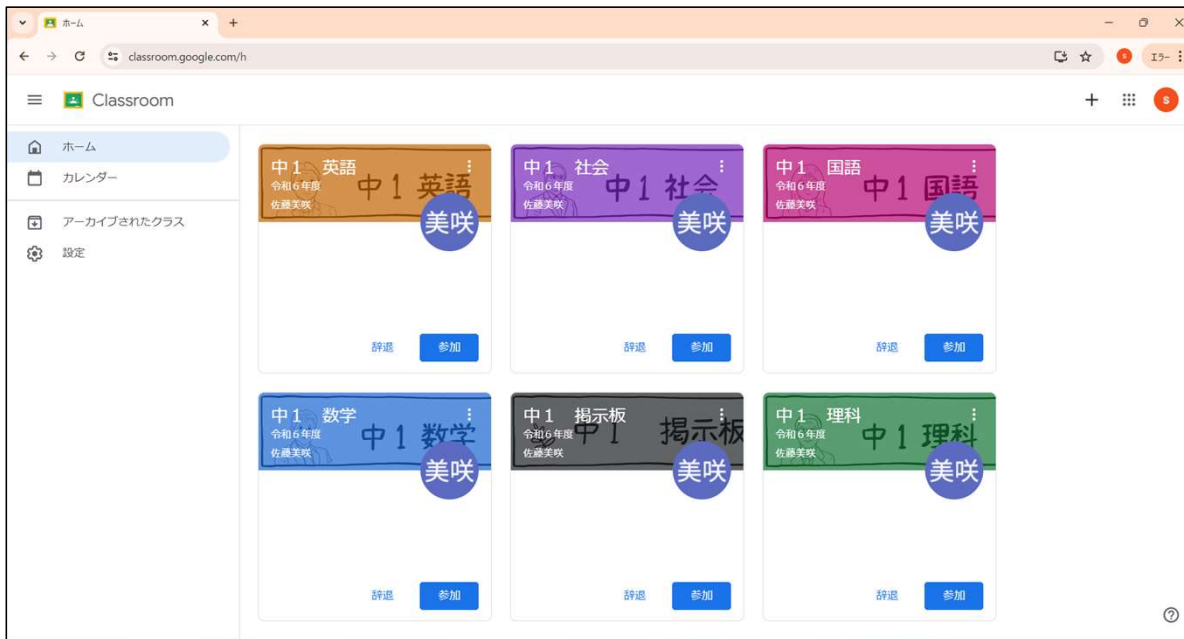 ホーム
classroom.google.com/h
s
エラー
Classroom
s
ホーム
カレンダー
アーカイブされたクラス
設定
中1 英語
令和6年度
佐藤美咲
中1 英語
美咲
辞退
参加
中1 社会
令和6年度
佐藤美咲
中1 社会
美咲
辞退
参加
中1 国語
令和6年度
佐藤美咲
中1 国語
美咲
辞退
参加
中1 数学
令和6年度
佐藤美咲
中1 数学
美咲
辞退
参加
中1 掲示板
令和6年度
佐藤美咲
中1 掲示板
美咲
辞退
参加
中1 理科
令和6年度
佐藤美咲
中1 理科
美咲
辞退
参加